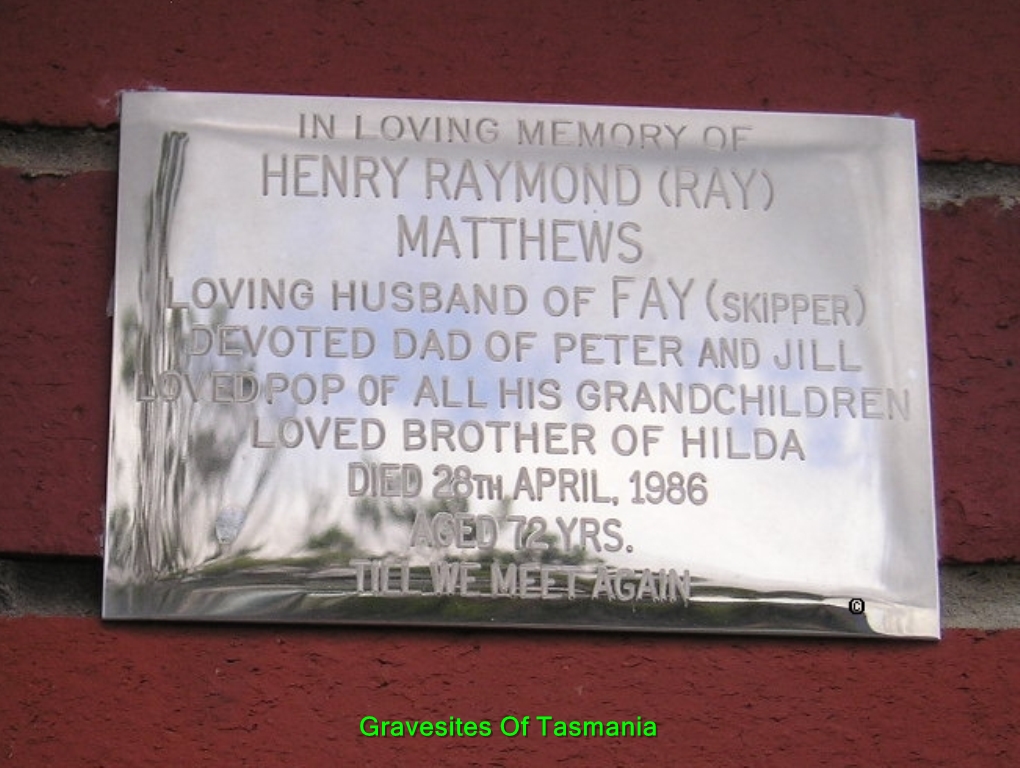 IN LOVING MEMORY OF
HENRY RAYMOND (RAY)
MATTHEWS
LOVING HUSBAND OF FAY (SKIPPER)
DEVOTED DAD OF PETER AND JILL
LOVED POP OF ALL HIS GRANDCHILDREN
LOVED BROTHER OF HILDA
DIED 28TH APRIL, 1986
AGED 72 YRS.
TILL WE MEET AGAIN
©
Gravesites Of Tasmania